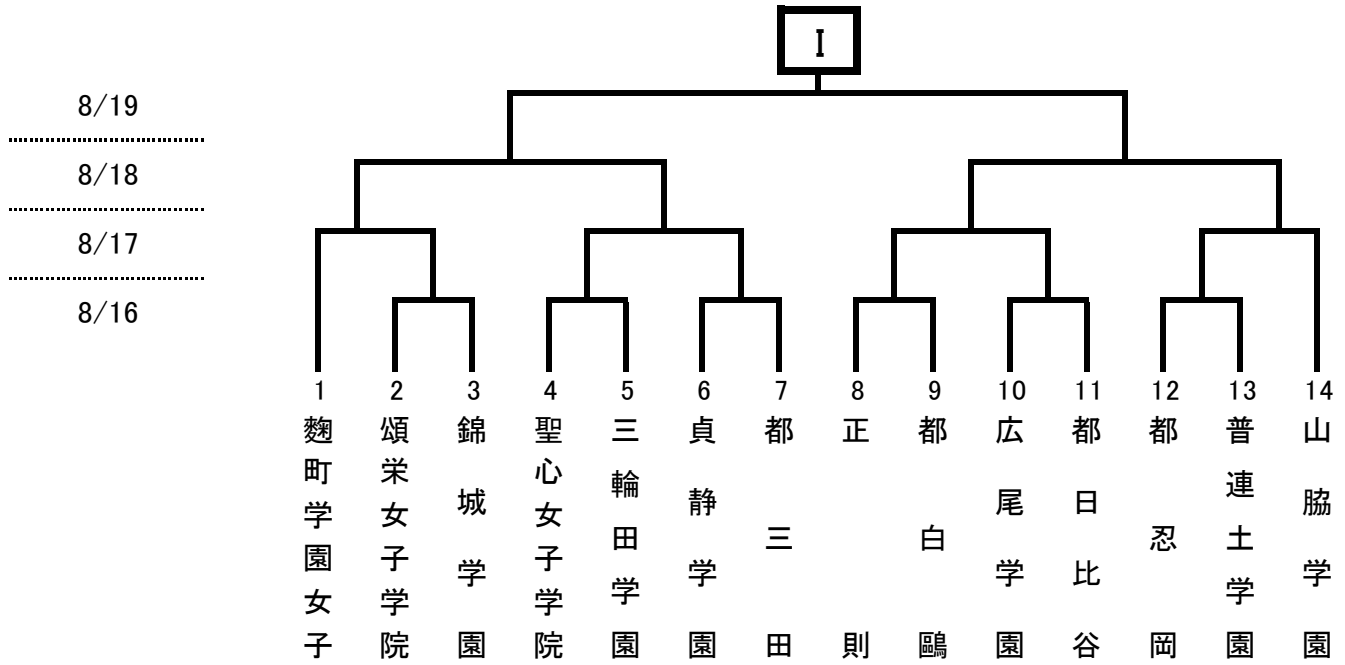 I
8/19
8/18
8/17
8/16
1 2 3 4 5 6 7 8 9 10 11 12 13 14
麴町学園女子
頌栄女子学院
錦城学園
聖心女子学院
三輪田学園
貞静学園
都三田
正則
都白鷗
広尾学園
都日比谷
都忍岡
普連土学園
山脇学園